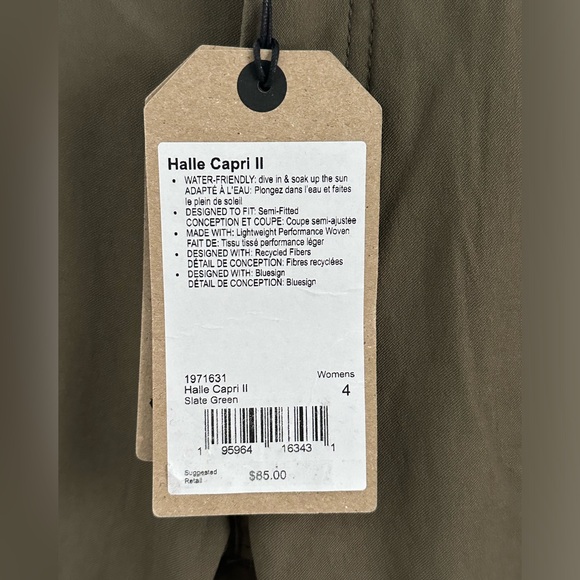 Halle Capri II
• WATER-FRIENDLY: dive in & soak up the sun
ADAPTÉ À L'EAU: Plongez dans l'eau et faites
le plein de soleil
• DESIGNED TO FIT: Semi-Fitted
CONCEPTION ET COUPE: Coupe semi-ajustée
• MADE WITH: Lightweight Performance Woven
FAIT DE: Tissu tissé performance léger
• DESIGNED WITH: Recycled Fibers
DÉTAIL DE CONCEPTION: Fibres recyclées
• DESIGNED WITH: Bluesign
DÉTAIL DE CONCEPTION: Bluesign
1971631 Womens
Halle Capri II 4
Slate Green
1 95964 16343 1
Suggested
Retail $85.00